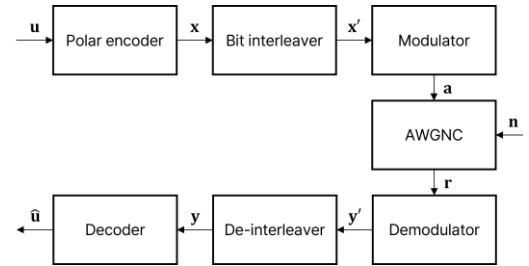 u Polar encoder x Bit interleaver x′ Modulator
a
AWGNC n
r
û Decoder y De-interleaver y′ Demodulator